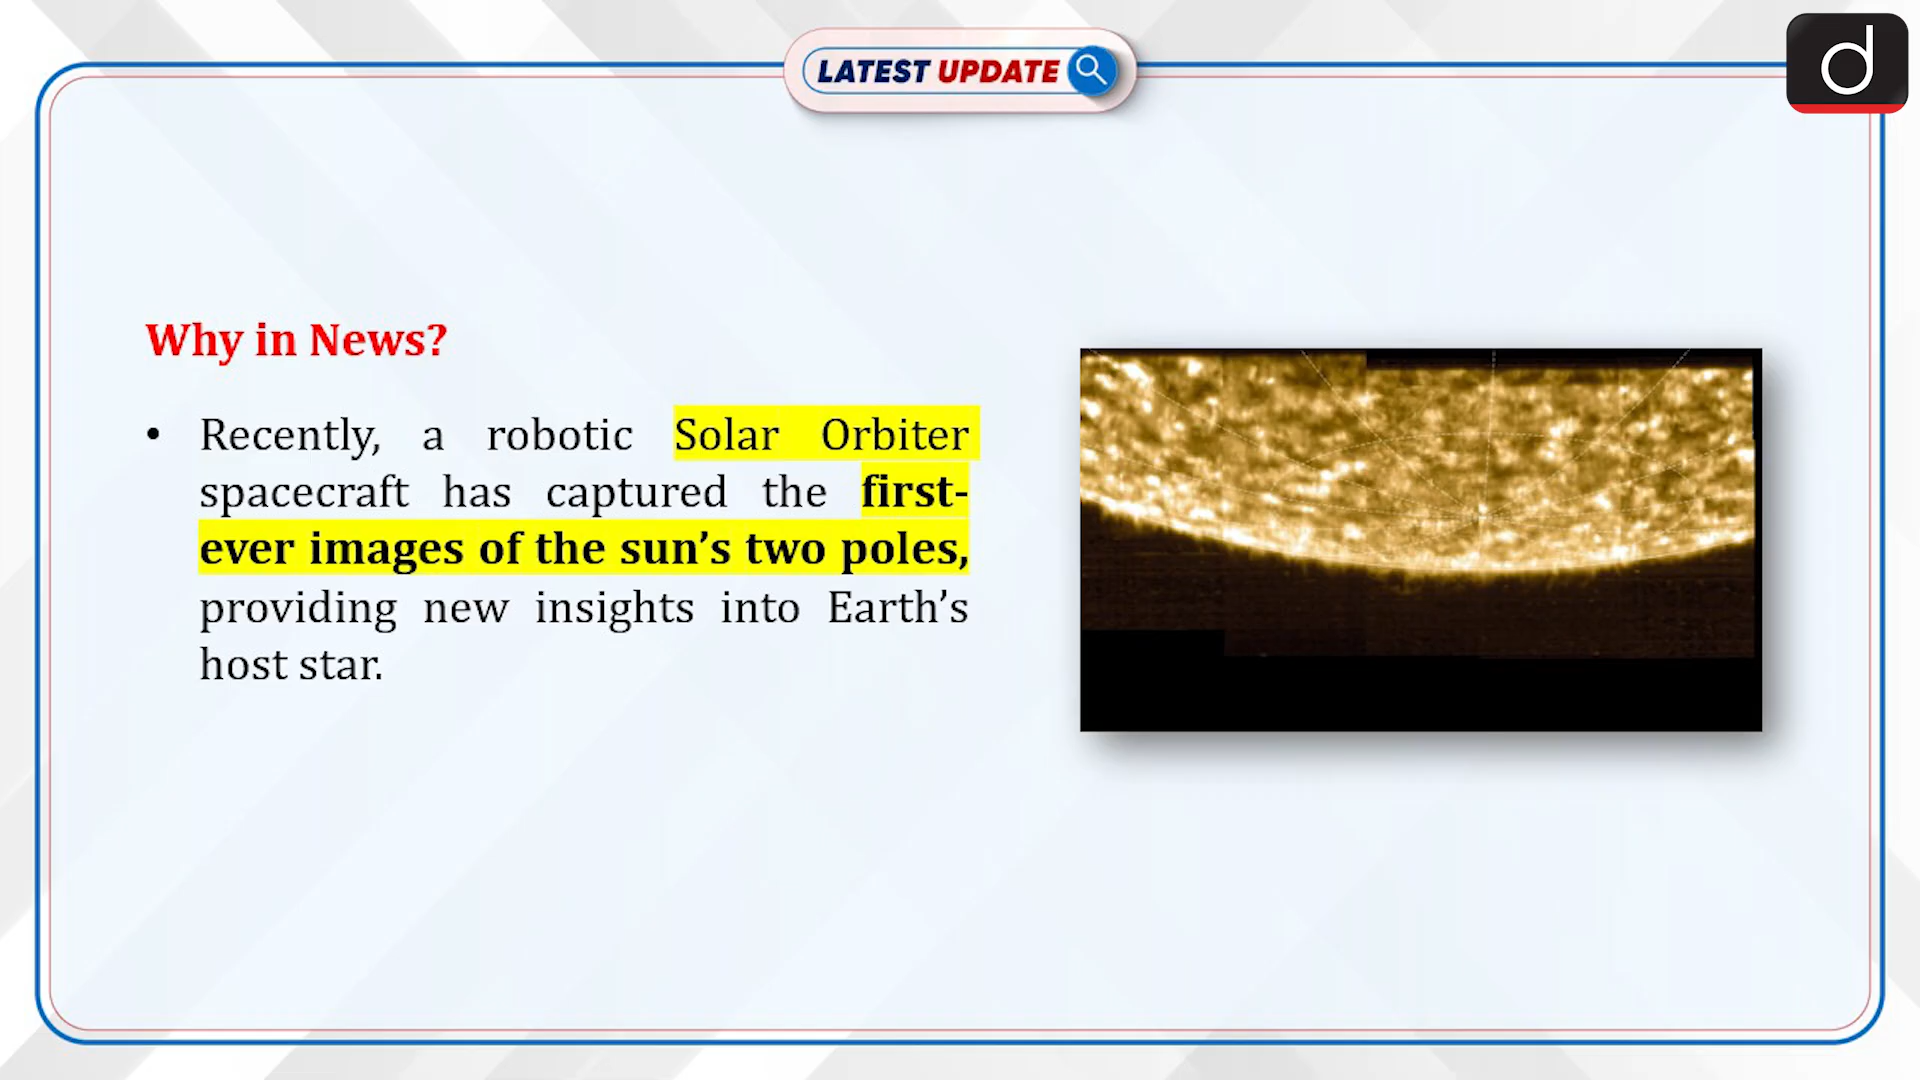 LATEST UPDATE
d
Why in News?
• Recently, a robotic Solar Orbiter
spacecraft has captured the first-
ever images of the sun’s two poles,
providing new insights into Earth’s
host star.